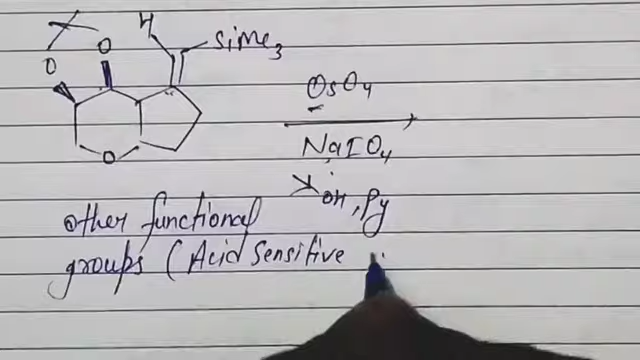 H
O
SiMe3
O
OsO4
NaIO4
OH, Py
O
other functional
groups (Acid Sensitive